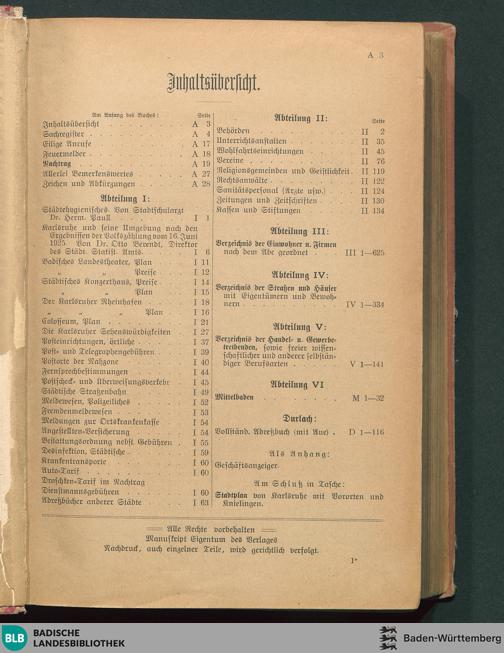 A 3
Inhaltsübersicht.
Am Anfang des Buches: Seite
Inhaltsübersicht . . . . . . A 3
Sachregister . . . . . . . A 4
Eilige Anrufe . . . . . . . A 17
Feuermelder . . . . . . . A 18
Nachtrag . . . . . . . . A 19
Allerlei Bemerkenswertes . . . . A 27
Zeichen und Abkürzungen . . . . A 28
Abteilung I:
Städtehygienisches. Von Stadtschularzt
Dr. Herm. Paull . . . . . . I 1
Karlsruhe und seine Umgebung nach den
Ergebnissen der Volkszählung vom 16. Juni
1925. Von Dr. Otto Berendt, Direktor
des Städt. Statist. Amts . . . . I 6
Badisches Landestheater, Plan . . . I 11
„ „ Preise . . . I 12
Städtisches Konzerthaus, Preise . . I 14
„ „ Plan . . . I 15
Der Karlsruher Rheinhafen . . . . I 18
„ „ „ Plan . . I 16
Colosseum, Plan . . . . . . I 21
Die Karlsruher Sehenswürdigkeiten . . I 27
Posteinrichtungen, örtliche . . . . I 37
Post- und Telegraphengebühren . . . I 39
Postorte der Nahzone . . . . . I 40
Fernsprechbestimmungen . . . . I 44
Postscheck- und Überweisungsverkehr . I 45
Städtische Straßenbahn . . . . . I 49
Meldewesen, Polizeiliches . . . . I 52
Fremdenmeldewesen . . . . . I 53
Meldungen zur Ortskrankenkasse . . I 54
Angestellten-Versicherung . . . . I 54
Bestattungsordnung nebst Gebühren . . I 55
Desinfektion, Städtische . . . . . I 59
Krankentransporte . . . . . . I 60
Auto-Tarif . . . . . . . . I 60
Droschken-Tarif im Nachtrag I 54
Dienstmannsgebühren . . . . . I 60
Adreßbücher anderer Städte . . . . I 63
Abteilung II:
Seite
Behörden . . . . . . . . II 2
Unterrichtsanstalten . . . . . II 35
Wohlfahrtseinrichtungen . . . . II 45
Vereine . . . . . . . . II 76
Religionsgemeinden und Geistlichkeit . II 119
Rechtsanwälte . . . . . . . II 122
Sanitätspersonal (Ärzte usw.) . . . II 124
Zeitungen und Zeitschriften . . . . II 130
Kassen und Stiftungen . . . . . II 134
Abteilung III:
Verzeichnis der Einwohner u. Firmen
nach dem Abc geordnet III 1—625
Abteilung IV:
Verzeichnis der Straßen und Häuser
mit Eigentümern und Bewoh-
nern . . . . . . . IV 1—334
Abteilung V:
Verzeichnis der Handel- u. Gewerbe-
treibenden, sowie freier wissen-
schaftlicher und anderer selbstän-
diger Berufsarten . . . . V 1—141
Abteilung VI
Mittelbaden . . . . . . M 1—32
Durlach:
Vollständ. Adreßbuch (mit Aue) . D 1—116
Als Anhang:
Geschäftsanzeiger.
Am Schluß in Tasche:
Stadtplan von Karlsruhe mit Vororten und
Knielingen.
Alle Rechte vorbehalten
Manuskript Eigentum des Verlages
Nachdruck, auch einzelner Teile, wird gerichtlich verfolgt.
1*
BLB BADISCHE
LANDESBIBLIOTHEK
Baden-Württemberg